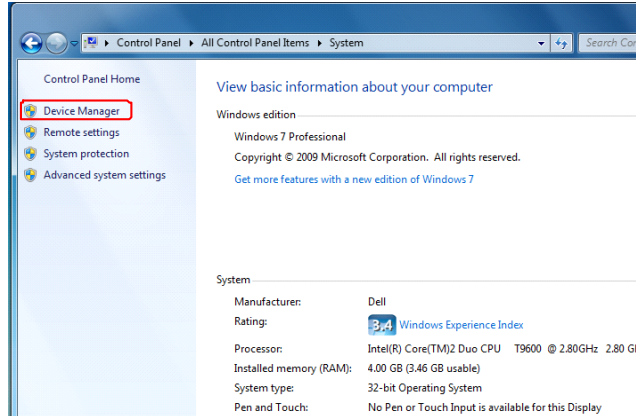 Control Panel ▸ All Control Panel Items ▸ System
Search Con
Control Panel Home
Device Manager
Remote settings
System protection
Advanced system settings
View basic information about your computer
Windows edition
Windows 7 Professional
Copyright © 2009 Microsoft Corporation. All rights reserved.
Get more features with a new edition of Windows 7
System
Manufacturer: Dell
Rating: 3.4 Windows Experience Index
Processor: Intel(R) Core(TM)2 Duo CPU T9600 @ 2.80GHz 2.80 G
Installed memory (RAM): 4.00 GB (3.46 GB usable)
System type: 32-bit Operating System
Pen and Touch: No Pen or Touch Input is available for this Display